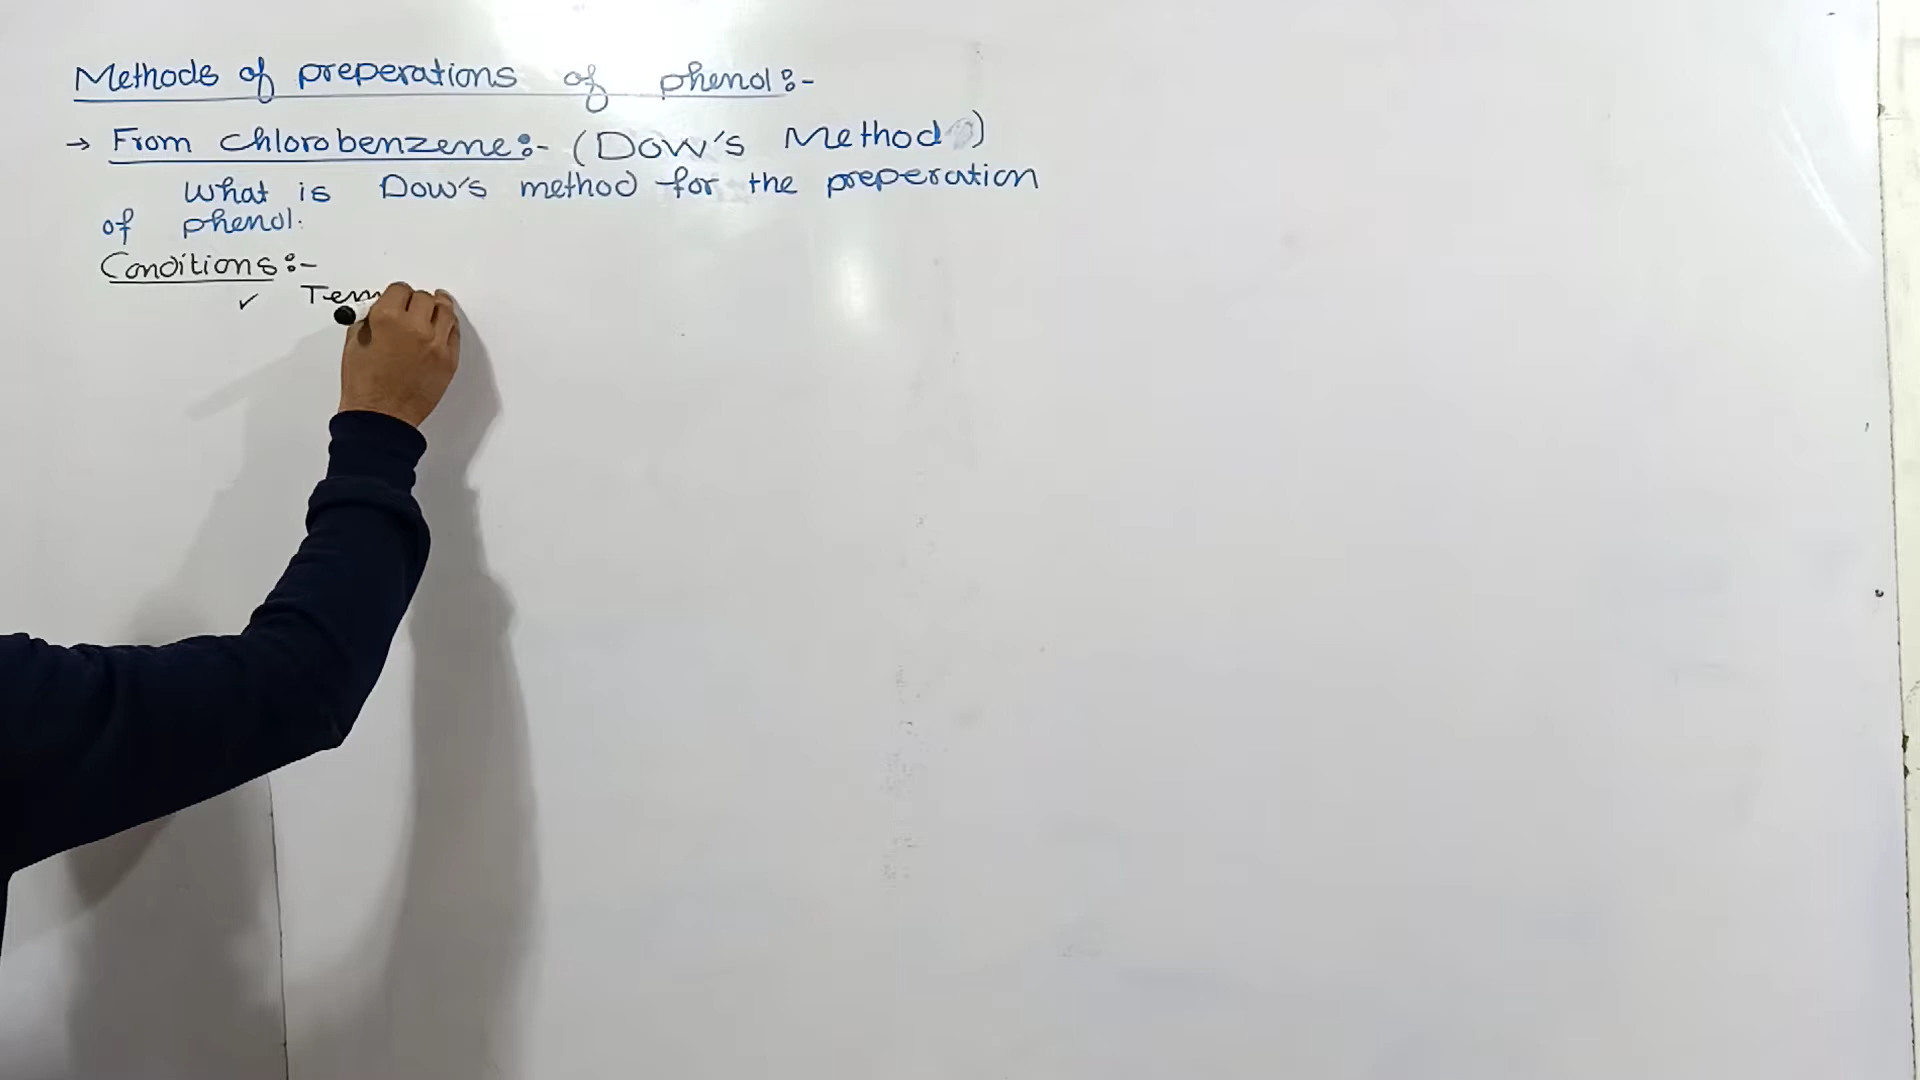 Methods of preperations of phenol:-
→ From Chlorobenzene:- (Dow's Method)
What is Dow's method for the preperation
of phenol.
Conditions:-
✓ Tem